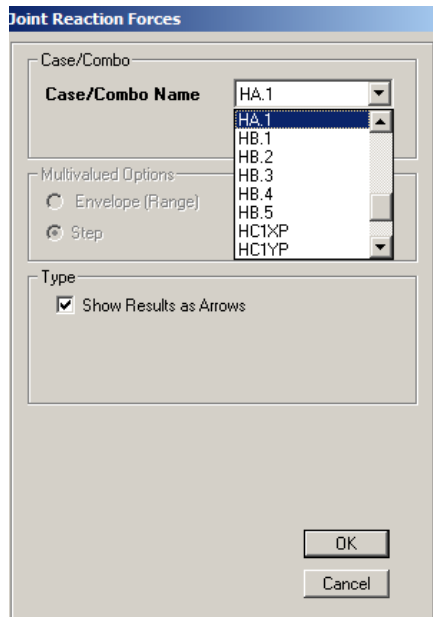 Joint Reaction Forces
Case/Combo
Case/Combo Name HA.1
HA.1
HB.1
HB.2
HB.3
HB.4
HB.5
HC1XP
HC1YP
Multivalued Options
Envelope (Range)
Step
Type
Show Results as Arrows
OK
Cancel